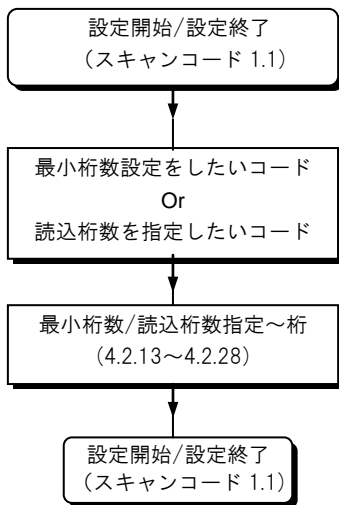 設定開始/設定終了
（スキャンコード 1.1）
最小桁数設定をしたいコード
Or
読込桁数を指定したいコード
最小桁数/読込桁数指定～桁
（4.2.13～4.2.28）
設定開始/設定終了
（スキャンコード 1.1）